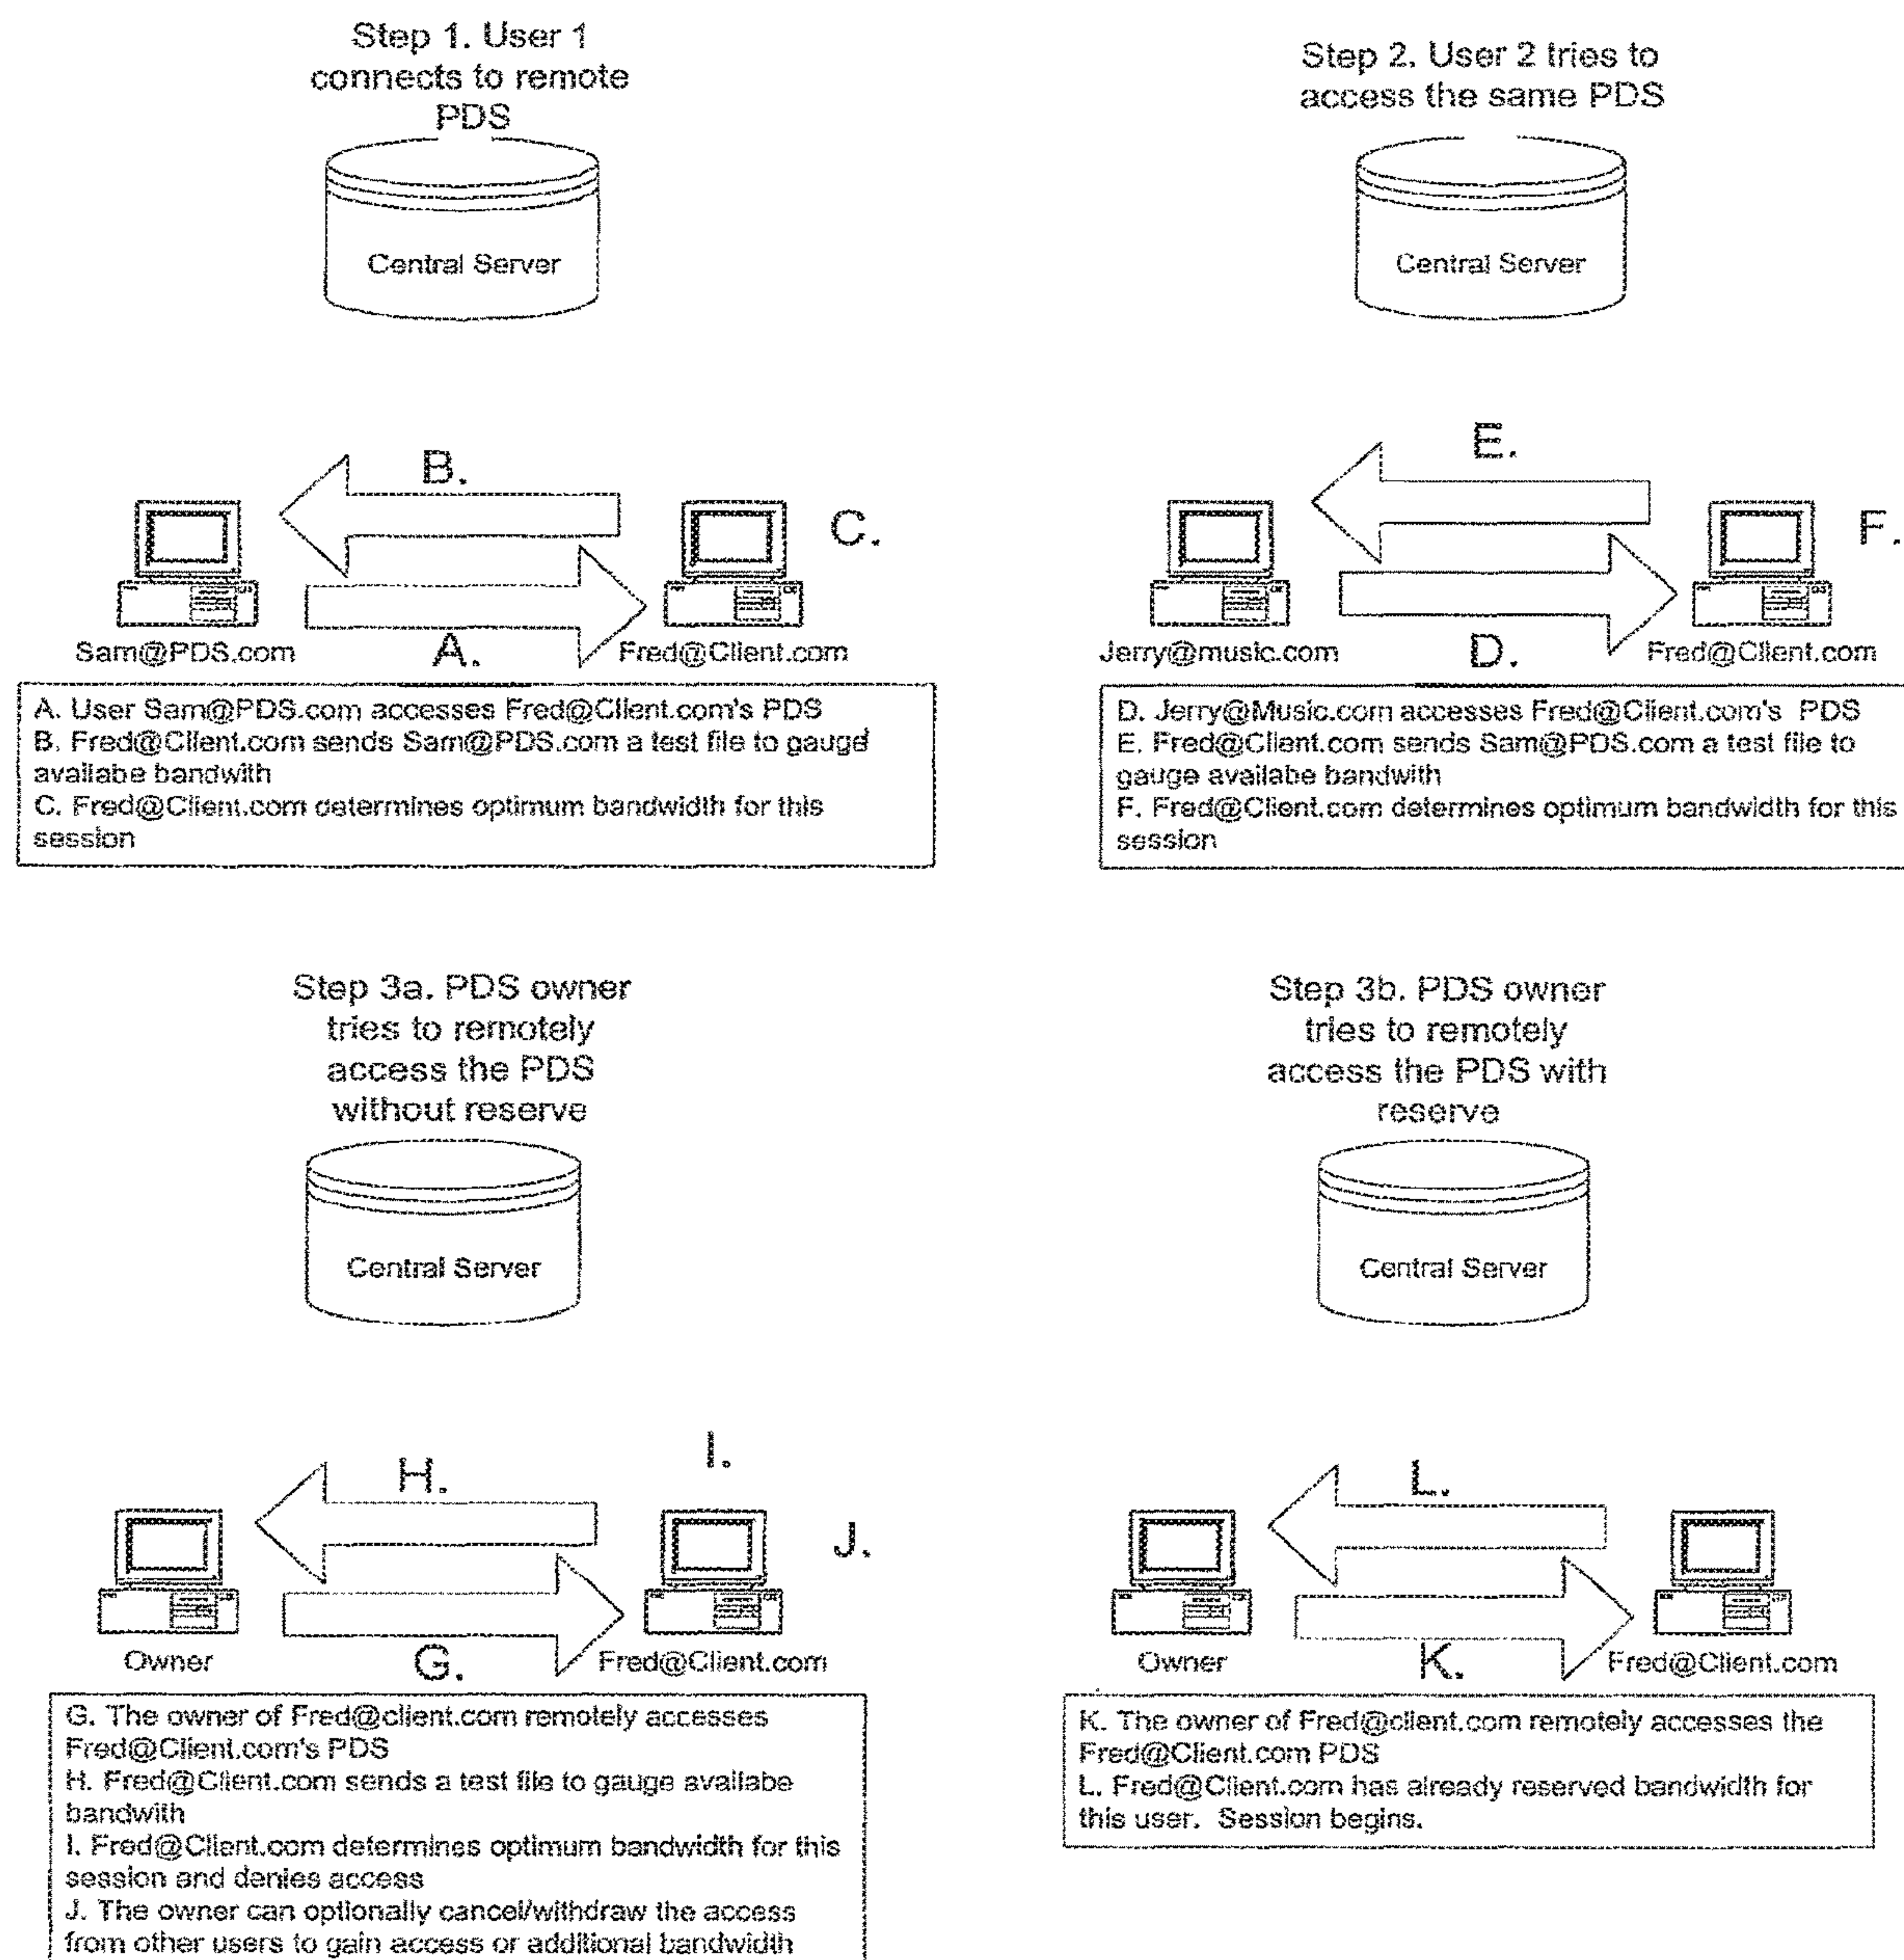 Step 1. User 1
connects to remote
PDS
Central Server
B.
C.
Sam@PDS.com
A.
Fred@Client.com
A. User Sam@PDS.com accesses Fred@Client.com's PDS
B. Fred@Client.com sends Sam@PDS.com a test file to gauge
availabe bandwith
C. Fred@Client.com determines optimum bandwidth for this
session
Step 2. User 2 tries to
access the same PDS
Central Server
E.
F.
Jerry@music.com
D.
Fred@Client.com
D. Jerry@Music.com accesses Fred@Client.com's PDS
E. Fred@Client.com sends Sam@PDS.com a test file to
gauge availabe bandwith
F. Fred@Client.com determines optimum bandwidth for this
session
Step 3a. PDS owner
tries to remotely
access the PDS
without reserve
Central Server
I.
H.
J.
Owner
G.
Fred@Client.com
G. The owner of Fred@client.com remotely accesses
Fred@Client.com's PDS
H. Fred@Client.com sends a test file to gauge availabe
bandwith
I. Fred@Client.com determines optimum bandwidth for this
session and denies access
J. The owner can optionally cancel/withdraw the access
from other users to gain access or additional bandwidth
Step 3b. PDS owner
tries to remotely
access the PDS with
reserve
Central Server
L.
Owner
K.
Fred@Client.com
K. The owner of Fred@client.com remotely accesses the
Fred@Client.com PDS
L. Fred@Client.com has already reserved bandwidth for
this user. Session begins.